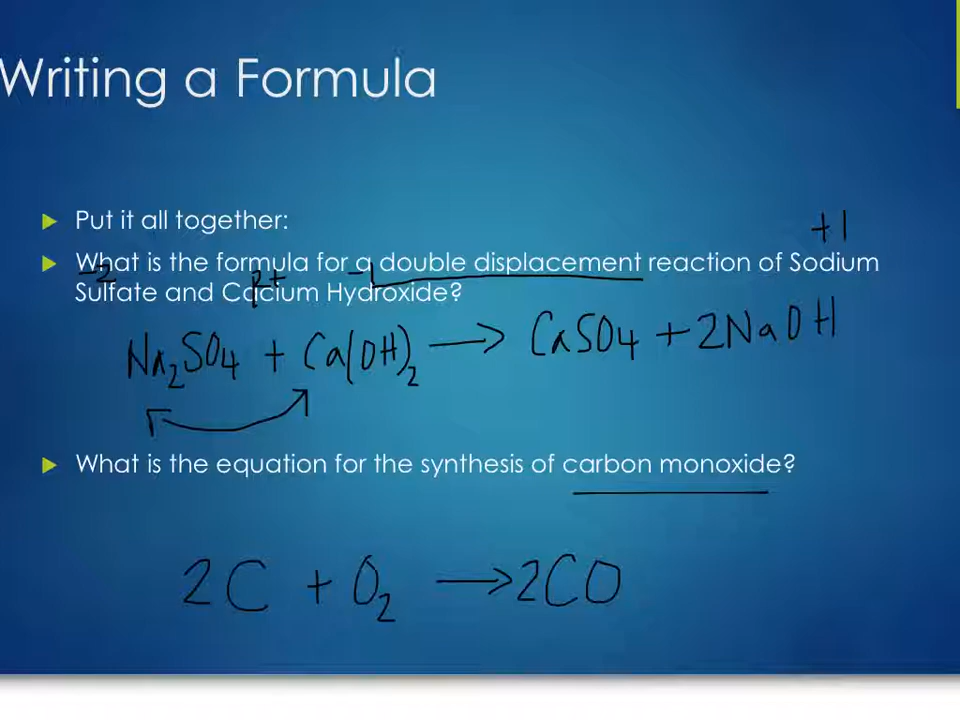 Writing a Formula
Put it all together:
+1
What is the formula for a double displacement reaction of Sodium
-2 2+ -1
Sulfate and Calcium Hydroxide?
Na₂SO₄ + Ca(OH)₂ → CaSO₄ + 2NaOH
What is the equation for the synthesis of carbon monoxide?
2C + O₂ → 2CO